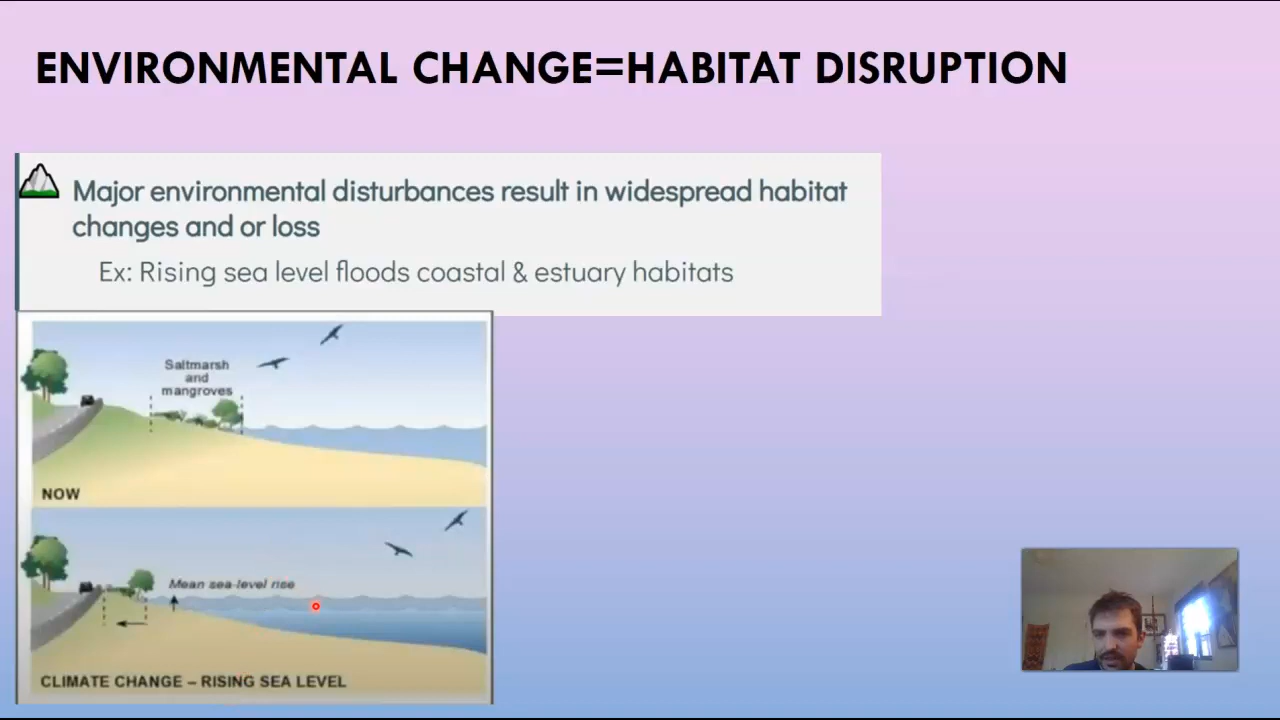 ENVIRONMENTAL CHANGE=HABITAT DISRUPTION
Major environmental disturbances result in widespread habitat
changes and or loss
Ex: Rising sea level floods coastal & estuary habitats
Saltmarsh
and
mangroves
NOW
Mean sea-level rise
CLIMATE CHANGE – RISING SEA LEVEL